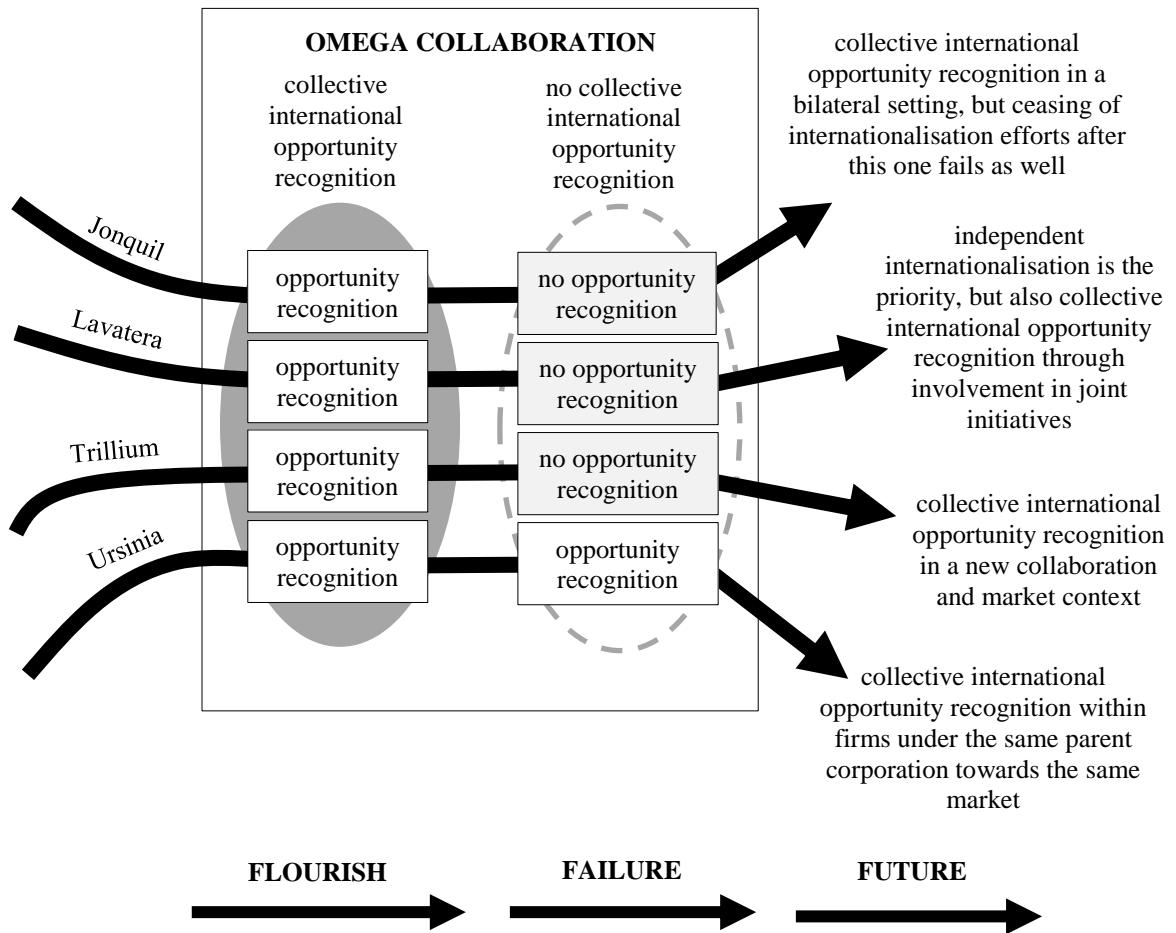 OMEGA COLLABORATION
collective
international
opportunity
recognition
no collective
international
opportunity
recognition
collective international
opportunity recognition in a
bilateral setting, but ceasing of
internationalisation efforts after
this one fails as well
Jonquil
opportunity
recognition
no opportunity
recognition
independent
internationalisation is the
priority, but also collective
international opportunity
recognition through
involvement in joint
initiatives
Lavatera
opportunity
recognition
no opportunity
recognition
Trillium
opportunity
recognition
no opportunity
recognition
collective international
opportunity recognition
in a new collaboration
and market context
Ursinia
opportunity
recognition
opportunity
recognition
collective international
opportunity recognition within
firms under the same parent
corporation towards the same
market
FLOURISH
FAILURE
FUTURE